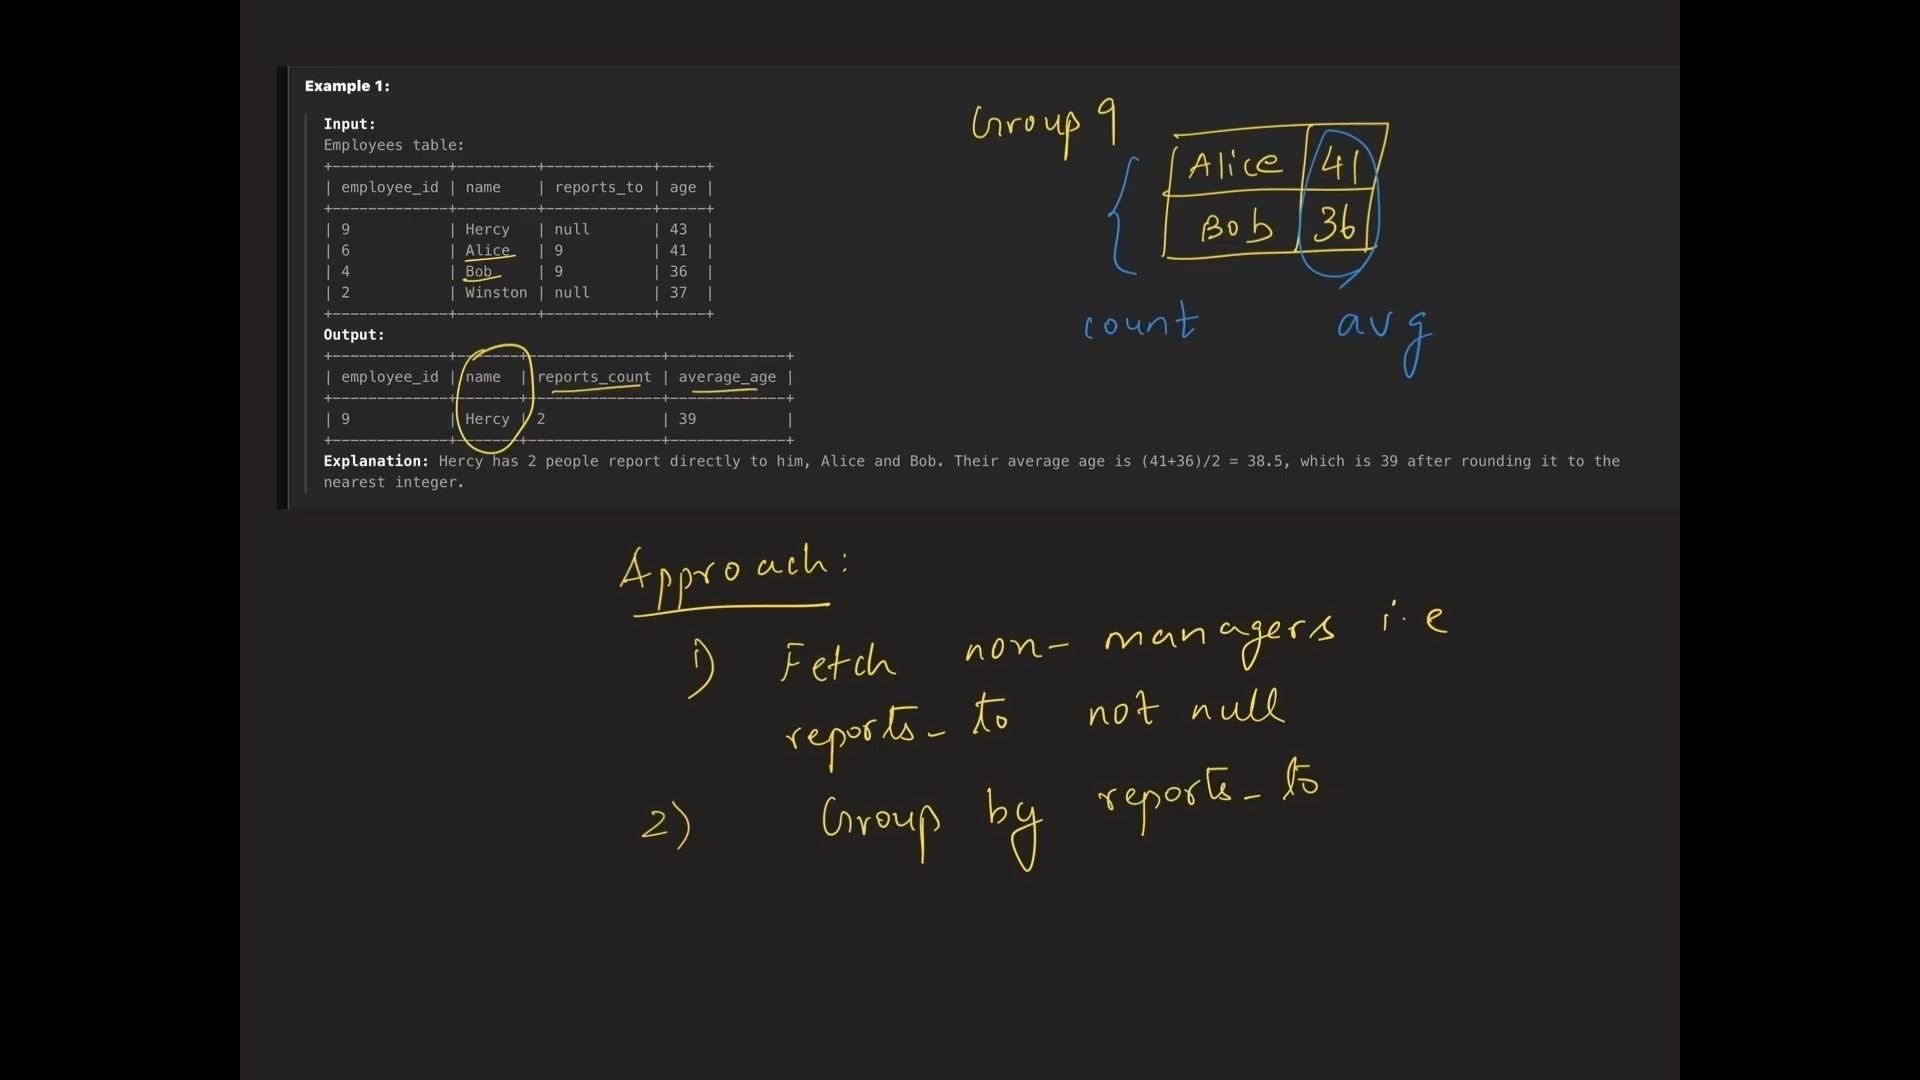 Example 1:
Input:
Employees table:
+-------------+---------+------------+-----+
| employee_id | name    | reports_to | age |
+-------------+---------+------------+-----+
| 9           | Hercy   | null       | 43  |
| 6           | Alice   | 9          | 41  |
| 4           | Bob     | 9          | 36  |
| 2           | Winston | null       | 37  |
+-------------+---------+------------+-----+
Output:
+-------------+-------+---------------+-------------+
| employee_id | name  | reports_count | average_age |
+-------------+-------+---------------+-------------+
| 9           | Hercy | 2             | 39          |
+-------------+-------+---------------+-------------+
Explanation: Hercy has 2 people report directly to him, Alice and Bob. Their average age is (41+36)/2 = 38.5, which is 39 after rounding it to the
nearest integer.
Group 9
Alice 41
Bob 36
count avg
Approach:
1) Fetch non-managers i.e
reports_to not null
2) Group by reports_to